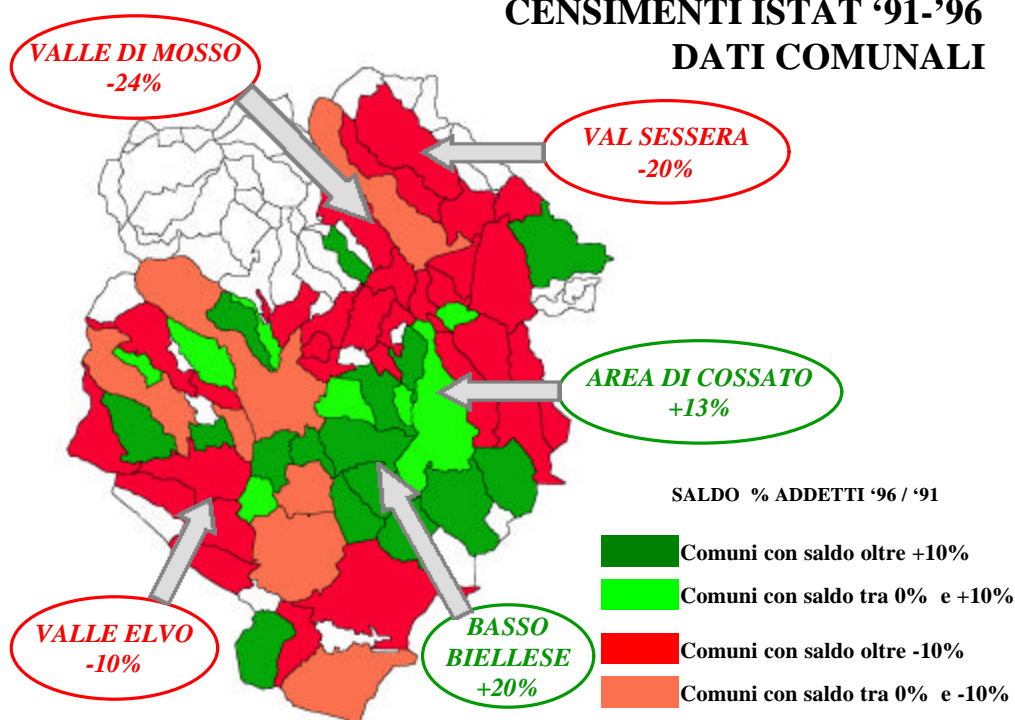 CENSIMENTI ISTAT ‘91-’96
DATI COMUNALI
VALLE DI MOSSO
-24%
VAL SESSERA
-20%
AREA DI COSSATO
+13%
SALDO % ADDETTI ‘96 / ‘91
Comuni con saldo oltre +10%
Comuni con saldo tra 0% e +10%
Comuni con saldo oltre -10%
Comuni con saldo tra 0% e -10%
VALLE ELVO
-10%
BASSO
BIELLESE
+20%